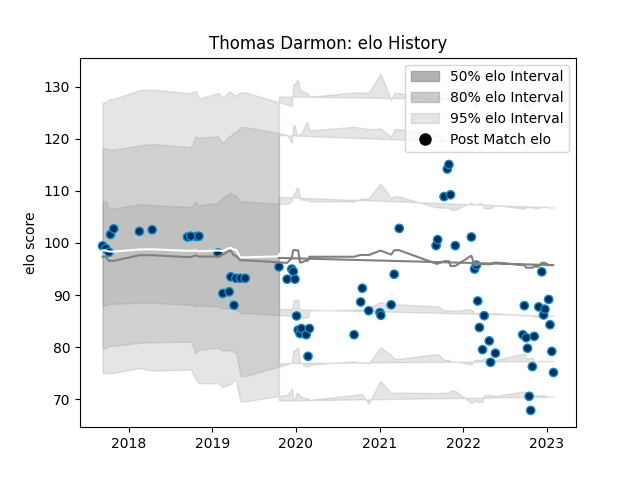 Thomas Darmon: elo History
elo score
130
120
110
100
90
80
70
50% elo Interval
80% elo Interval
95% elo Interval
Post Match elo
2018 2019 2020 2021 2022 2023